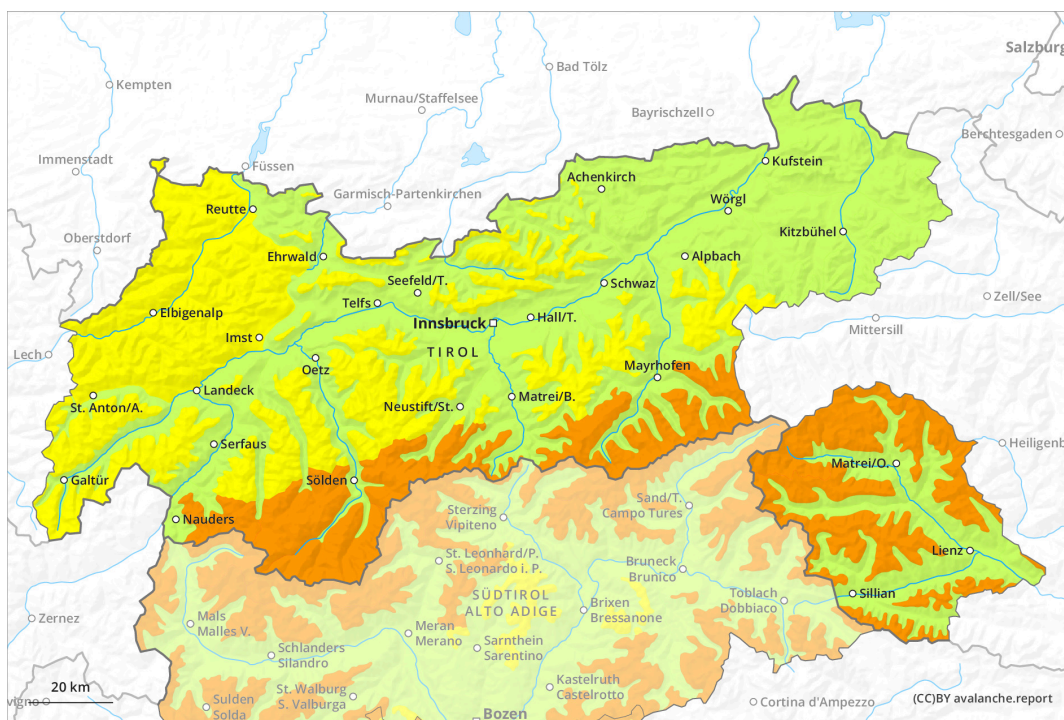 Salzburg
Kempten
Bad Tölz
Murnau/Staffelsee
Bayrischzell
Berchtesgaden
Immenstadt
Füssen
Kufstein
Achenkirch
Garmisch-Partenkirchen
Reutte
Wörgl
Oberstdorf
Kitzbühel
Ehrwald
Alpbach
Seefeld/T.
Schwaz
Zell/See
Telfs
Elbigenalp
Innsbruck
Hall/T.
Mittersill
Imst
Lech
TIROL
Oetz
Mayrhofen
Landeck
St. Anton/A.
Neustift/St.
Matrei/B.
Serfaus
Heiligenb
Matrei/O.
Galtür
Sölden
Sand/T.
Campo Tures
Sterzing
Vipiteno
Nauders
Lienz
St. Leonhard/P.
S. Leonardo i. P.
Bruneck
Brunico
SÜDTIROL
ALTO ADIGE
Sillian
Toblach
Dobbiaco
Brixen
Bressanone
Zernez
Mals
Malles V.
Meran
Merano
Sarnthein
Sarentino
Schlanders
Silandro
Kastelruth
Castelrotto
20 km
St. Walburg
S. Valburga
vigno
Sulden
Solda
Cortina d'Ampezzo
(CC)BY avalanche.report
Bozen